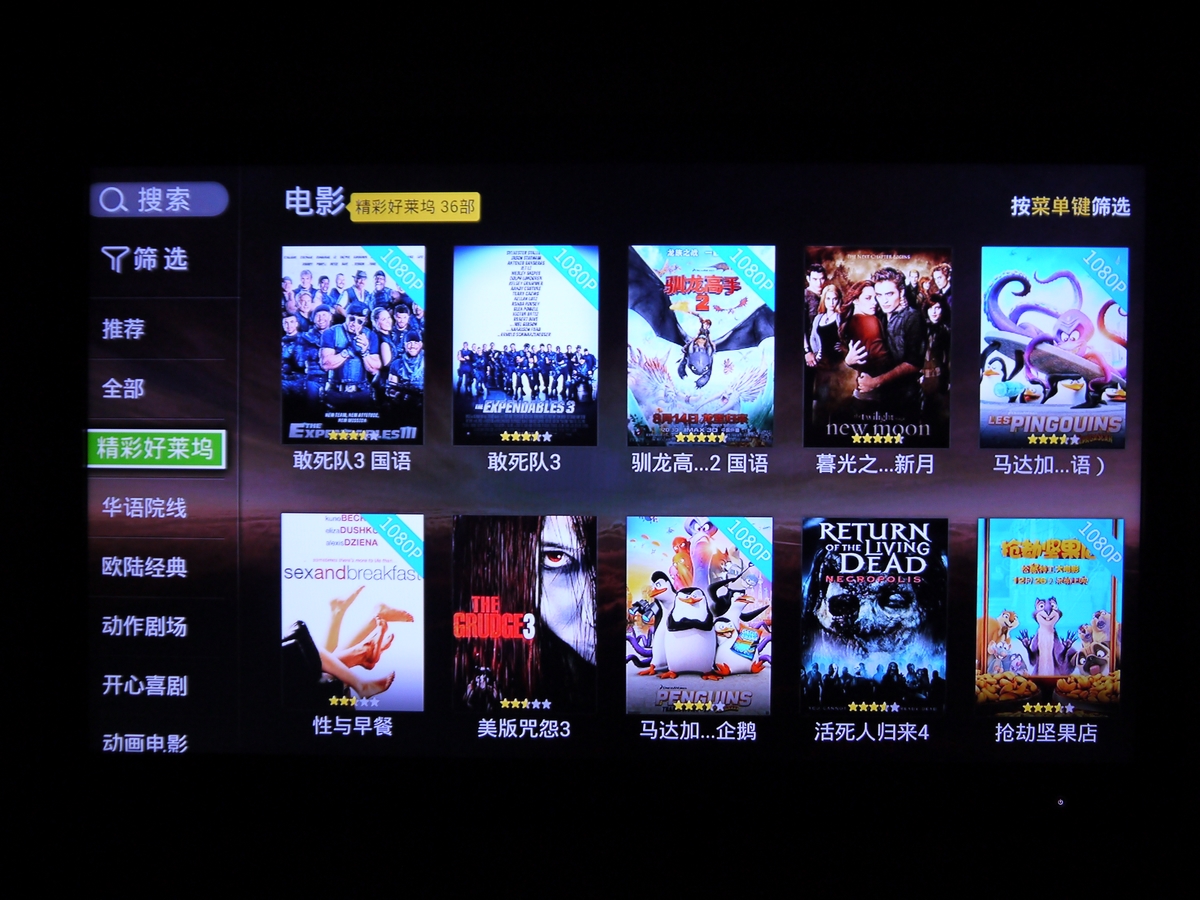 搜索
电影
精彩好莱坞 36部
按菜单键筛选
筛选
推荐
全部
精彩好莱坞
华语院线
欧陆经典
动作剧场
开心喜剧
动画电影
1080P
THE EXPENDABLES III
敢死队3 国语
1080P
THE EXPENDABLES 3
敢死队3
1080P
驯龙高手
2
驯龙高...2 国语
THE NEXT CHAPTER BEGINS
the twilight saga
new moon
暮光之...新月
1080P
LES PINGOUINS
马达加...语）
1080P
DUSHKU
DZIENA
sexandbreakfast
性与早餐
THE
GRUDGE3
美版咒怨3
1080P
PENGUINS
马达加...企鹅
RETURN
OF THE LIVING
DEAD
NECROPOLIS
活死人归来4
1080P
抢劫坚果店